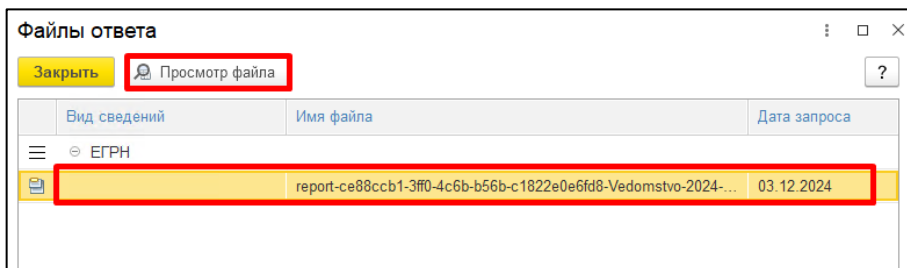 Файлы ответа
Закрыть Просмотр файла ?
Вид сведений Имя файла Дата запроса
ЕГРН
report-ce88ccb1-3ff0-4c6b-b56b-c1822e0e6fd8-Vedomstvo-2024-... 03.12.2024